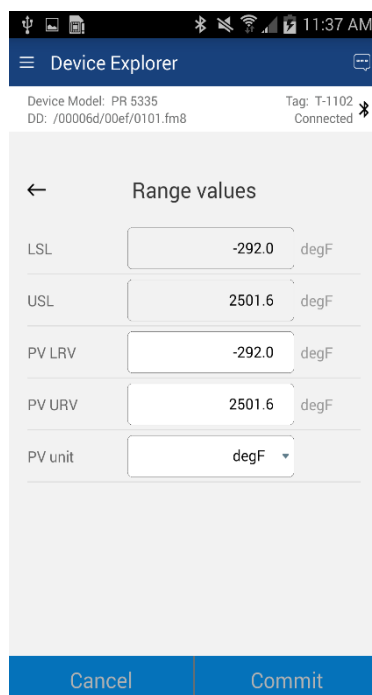 11:37 AM
Device Explorer
Device Model: PR 5335
Tag: T-1102
DD: /00006d/00ef/0101.fm8
Connected
Range values
LSL -292.0 degF
USL 2501.6 degF
PV LRV -292.0 degF
PV URV 2501.6 degF
PV unit degF
Cancel Commit